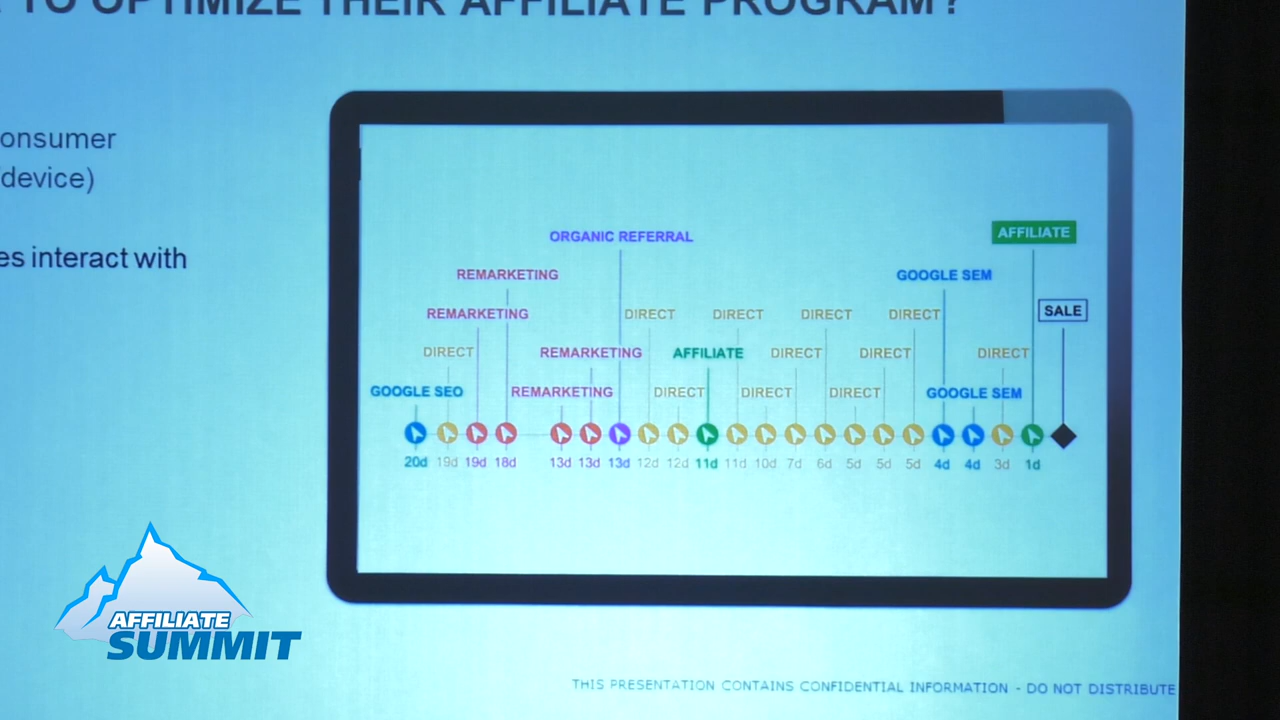 TO OPTIMIZE THEIR AFFILIATE PROGRAM?
onsumer
/device)
es interact with
ORGANIC REFERRAL
AFFILIATE
REMARKETING
GOOGLE SEM
REMARKETING
DIRECT
DIRECT
DIRECT
DIRECT
SALE
DIRECT
REMARKETING
AFFILIATE
DIRECT
DIRECT
DIRECT
GOOGLE SEO
REMARKETING
DIRECT
DIRECT
DIRECT
GOOGLE SEM
20d 19d 19d 18d 13d 13d 13d 12d 12d 11d 11d 10d 7d 6d 5d 5d 5d 4d 4d 3d 1d
AFFILIATE
SUMMIT
THIS PRESENTATION CONTAINS CONFIDENTIAL INFORMATION - DO NOT DISTRIBUTE